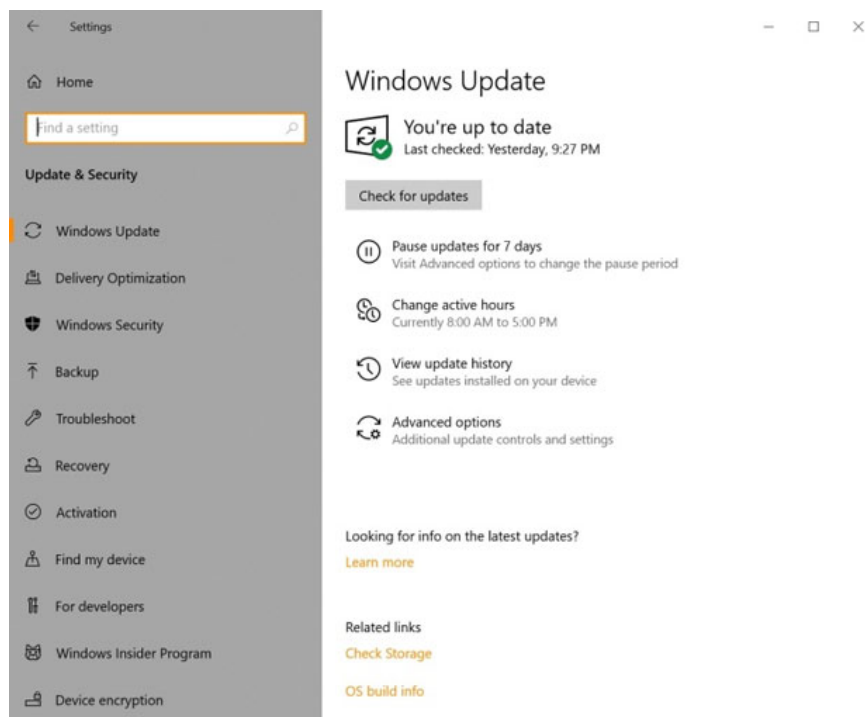 Settings
Home
Find a setting
Update & Security
Windows Update
Delivery Optimization
Windows Security
Backup
Troubleshoot
Recovery
Activation
Find my device
For developers
Windows Insider Program
Device encryption
Windows Update
You're up to date
Last checked: Yesterday, 9:27 PM
Check for updates
Pause updates for 7 days
Visit Advanced options to change the pause period
Change active hours
Currently 8:00 AM to 5:00 PM
View update history
See updates installed on your device
Advanced options
Additional update controls and settings
Looking for info on the latest updates?
Learn more
Related links
Check Storage
OS build info